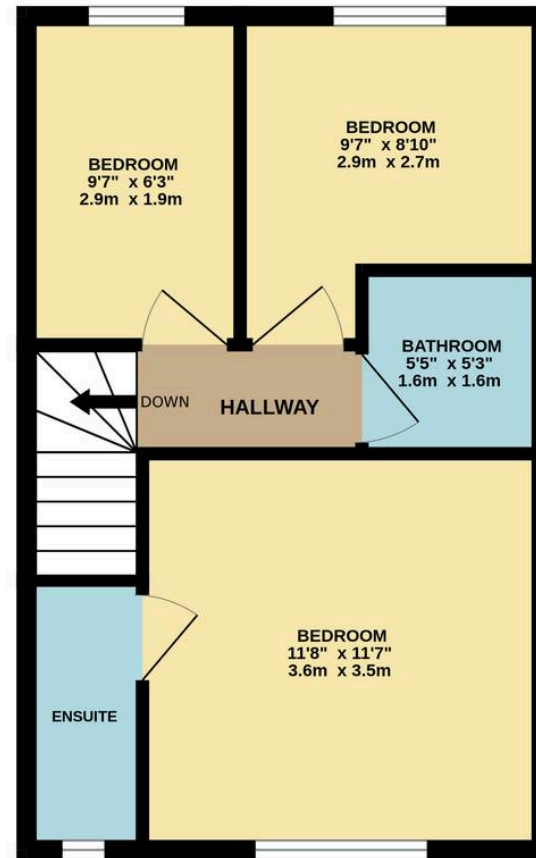 BEDROOM
9'7" x 6'3"
2.9m x 1.9m
BEDROOM
9'7" x 8'10"
2.9m x 2.7m
BATHROOM
5'5" x 5'3"
1.6m x 1.6m
DOWN
HALLWAY
BEDROOM
11'8" x 11'7"
3.6m x 3.5m
ENSUITE